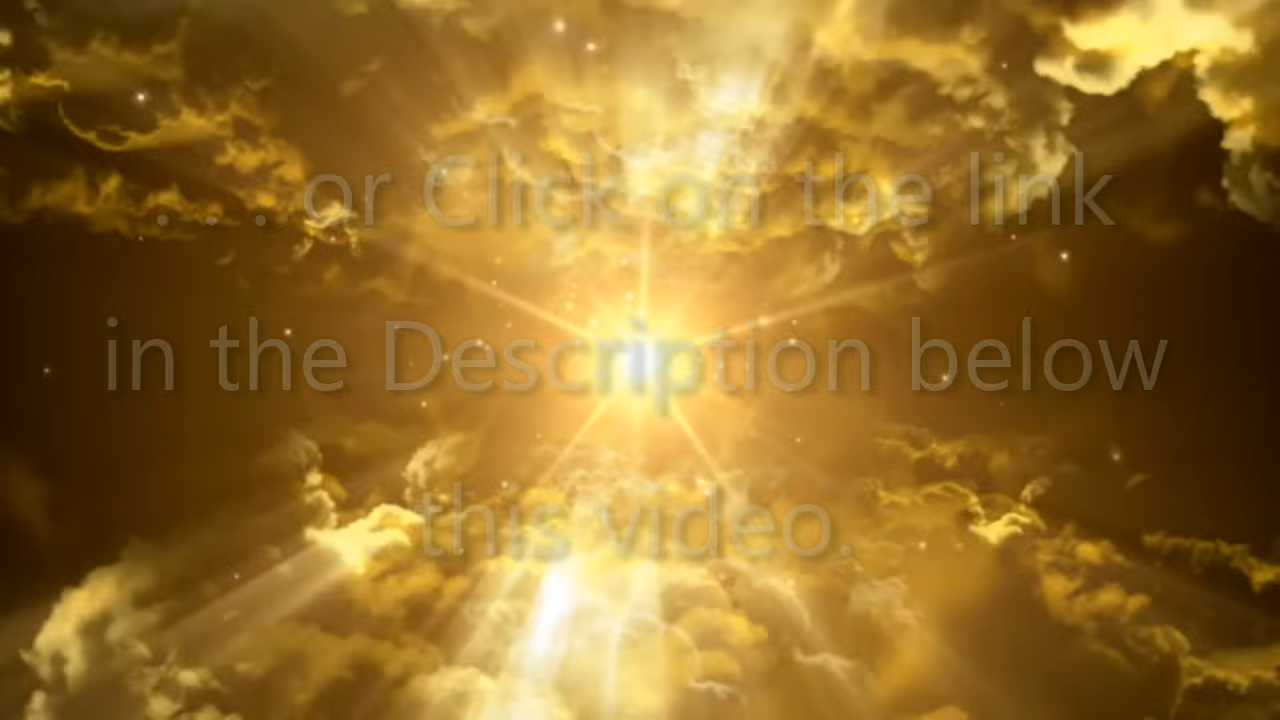 . . . . or Click on the link
in the Description below
this video.